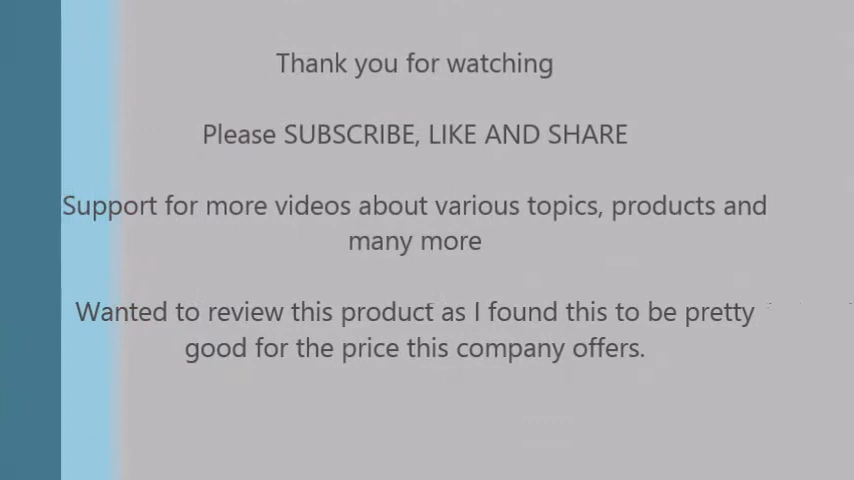 Thank you for watching
Please SUBSCRIBE, LIKE AND SHARE
Support for more videos about various topics, products and
many more
Wanted to review this product as I found this to be pretty
good for the price this company offers.